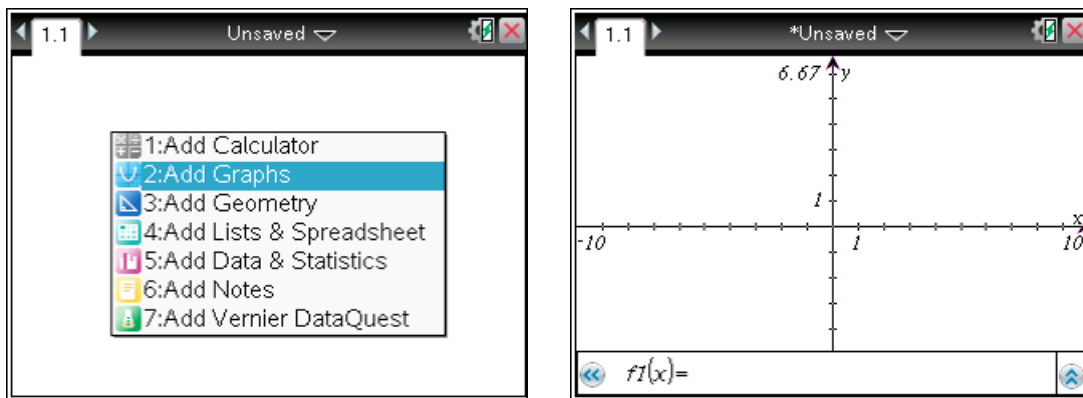 1.1 Unsaved
1:Add Calculator
2:Add Graphs
3:Add Geometry
4:Add Lists & Spreadsheet
5:Add Data & Statistics
6:Add Notes
7:Add Vernier DataQuest
1.1 *Unsaved
6.67 y
1
x
-10 1 10
f1(x)=